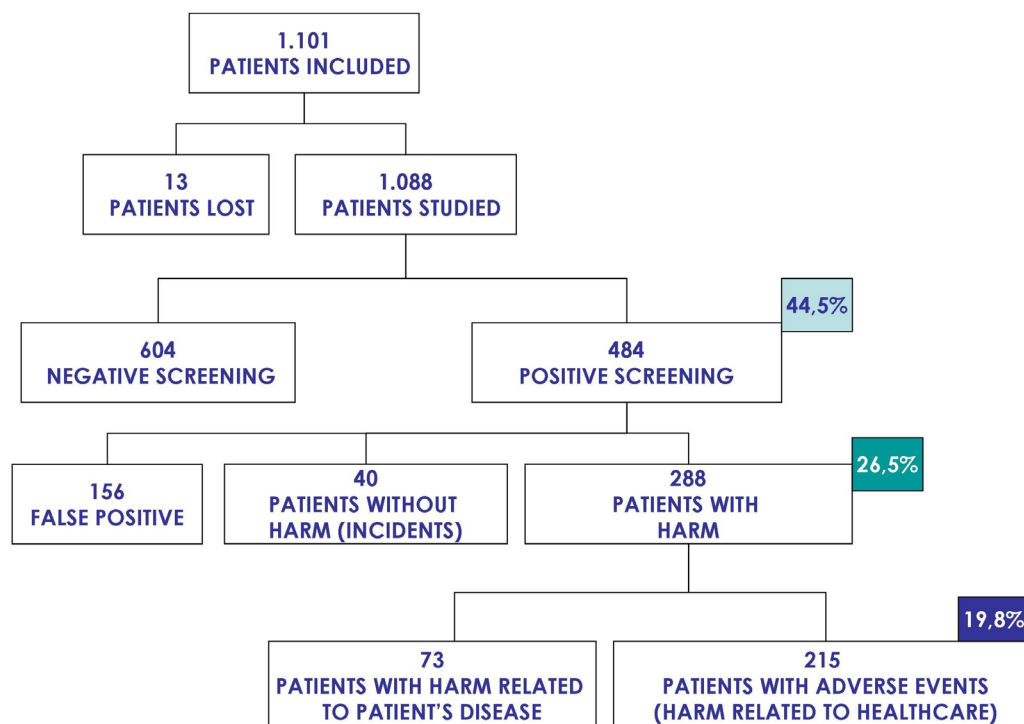 1.101
PATIENTS INCLUDED
13
PATIENTS LOST
1.088
PATIENTS STUDIED
44,5%
604
NEGATIVE SCREENING
484
POSITIVE SCREENING
26,5%
156
FALSE POSITIVE
40
PATIENTS WITHOUT
HARM (INCIDENTS)
288
PATIENTS WITH
HARM
19,8%
73
PATIENTS WITH HARM RELATED
TO PATIENT'S DISEASE
215
PATIENTS WITH ADVERSE EVENTS
(HARM RELATED TO HEALTHCARE)